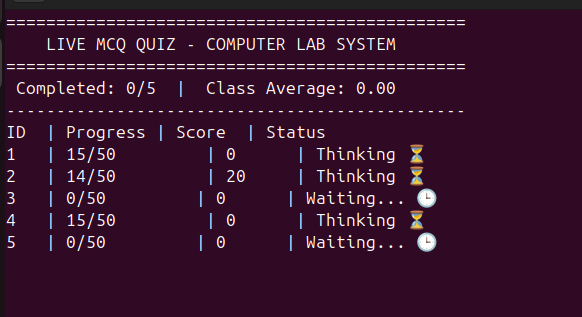 ==============================================
    LIVE MCQ QUIZ - COMPUTER LAB SYSTEM
==============================================
 Completed: 0/5  |  Class Average: 0.00
----------------------------------------------
ID  | Progress | Score  | Status
1   | 15/50         | 0      | Thinking ⏳
2   | 14/50         | 20     | Thinking ⏳
3   | 0/50         | 0      | Waiting... 🕒
4   | 15/50         | 0      | Thinking ⏳
5   | 0/50         | 0      | Waiting... 🕒